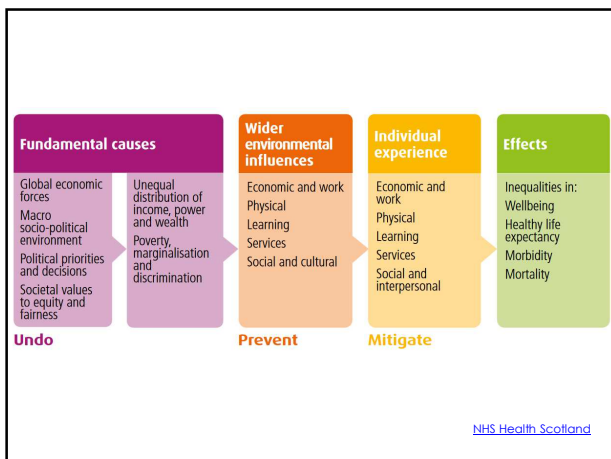 Fundamental causes
Global economic
forces
Macro
socio-political
environment
Political priorities
and decisions
Societal values
to equity and
fairness
Unequal
distribution of
income, power
and wealth
Poverty,
marginalisation
and
discrimination
Undo
Wider
environmental
influences
Economic and work
Physical
Learning
Services
Social and cultural
Prevent
Individual
experience
Economic and
work
Physical
Learning
Services
Social and
interpersonal
Mitigate
Effects
Inequalities in:
Wellbeing
Healthy life
expectancy
Morbidity
Mortality
NHS Health Scotland